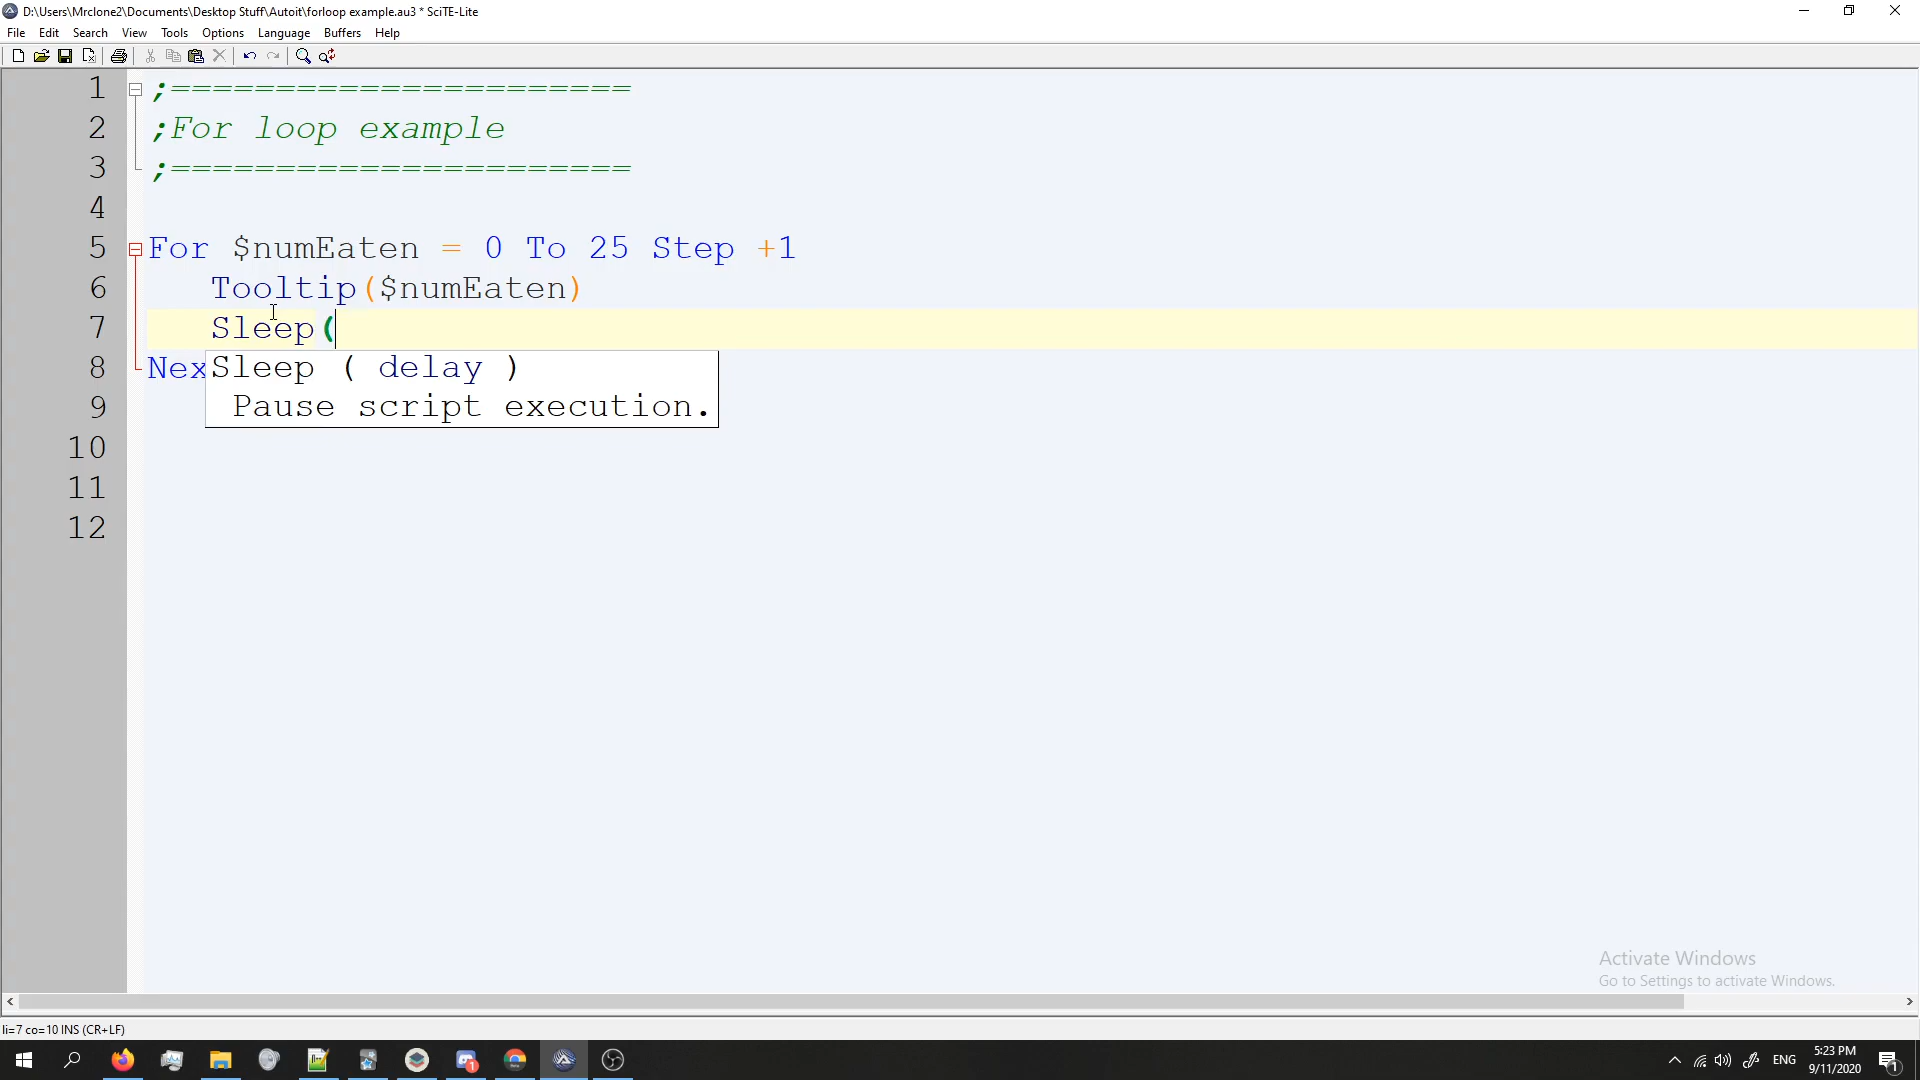 D:\Users\Mrclone2\Documents\Desktop Stuff\Autoit\forloop example.au3 * SciTE-Lite
File Edit Search View Tools Options Language Buffers Help
1 ;======================
2 ;For loop example
3 ;======================
4
5 For $numEaten = 0 To 25 Step +1
6 Tooltip($numEaten)
7 Sleep(
8 Nex
Sleep ( delay )
9
Pause script execution.
10
11
12
Activate Windows
Go to Settings to activate Windows.
li=7 co=10 INS (CR+LF)
1
ENG
5:23 PM
9/11/2020
1